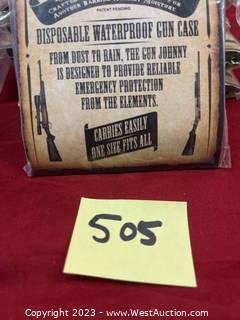 PATENT PENDING
DISPOSABLE WATERPROOF GUN CASE
FROM DUST TO RAIN, THE GUN JOHNNY
IS DESIGNED TO PROVIDE RELIABLE
EMERGENCY PROTECTION
FROM THE ELEMENTS.
CARRIES EASILY
ONE SIZE FITS ALL
505
Copyright 2023 - www.WestAuction.com